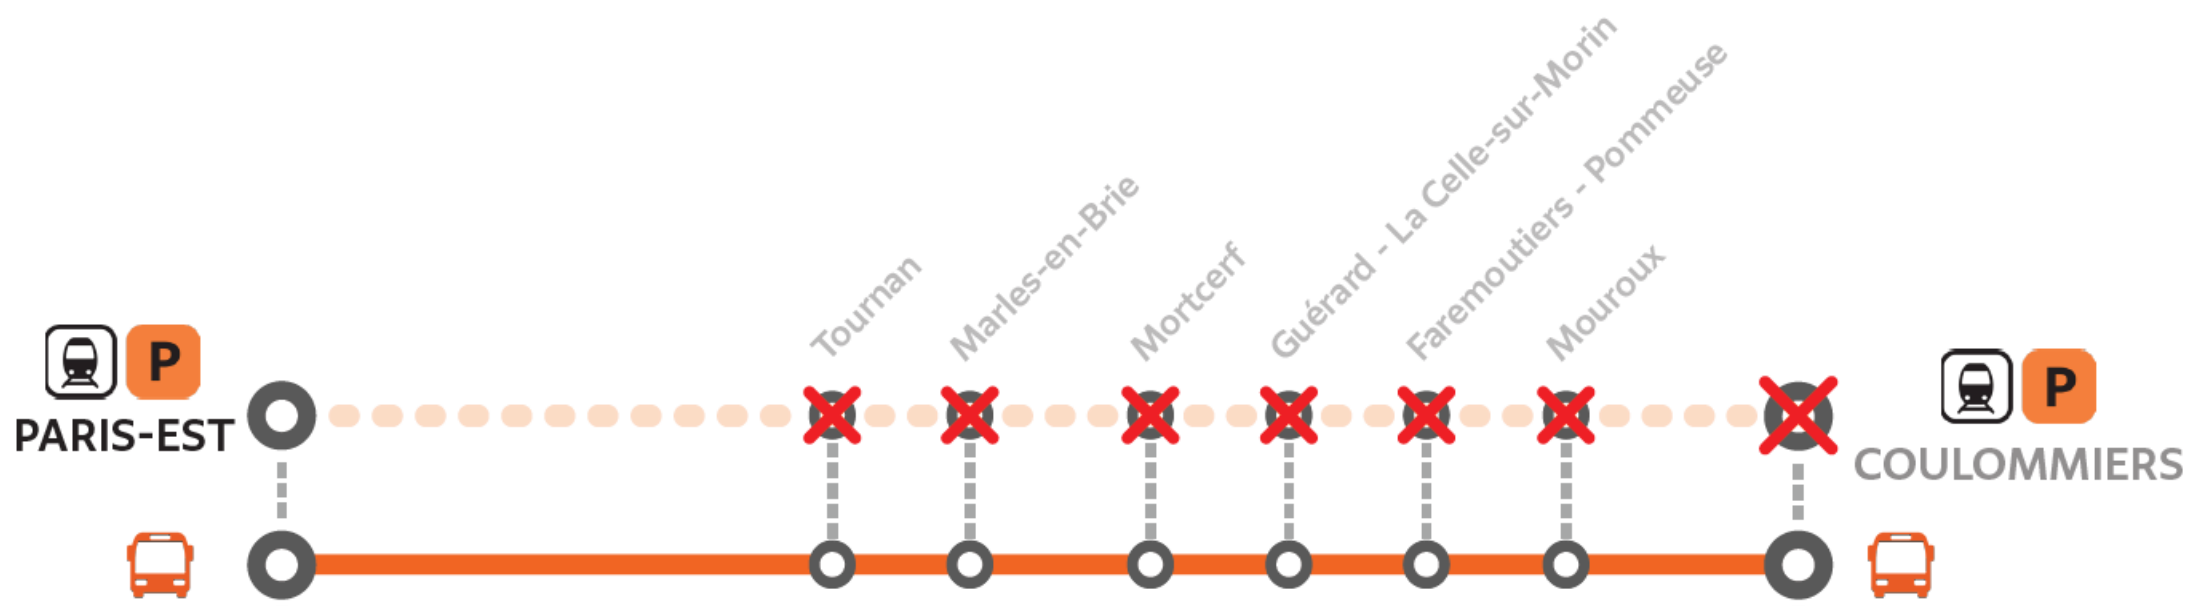 P
PARIS-EST
Tournan
Marles-en-Brie
Mortcerf
Guérard - La Celle-sur-Morin
Faremoutiers - Pommeuse
Mouroux
P
COULOMMIERS